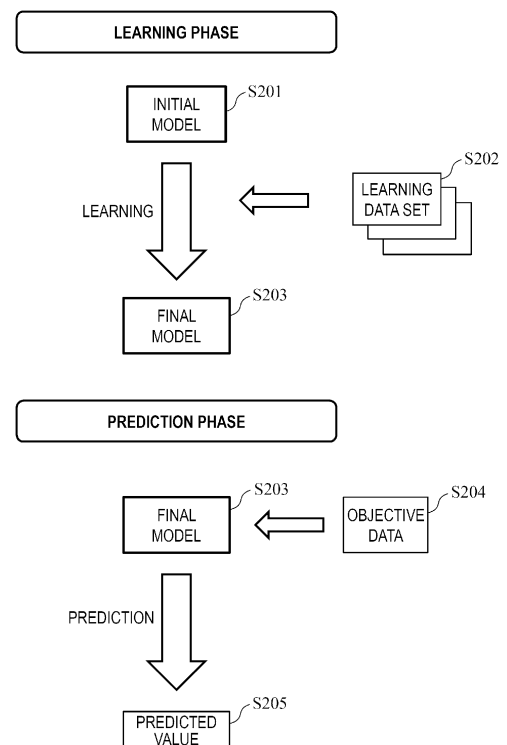 LEARNING PHASE
S201
INITIAL
MODEL
S202
LEARNING
DATA SET
LEARNING
S203
FINAL
MODEL
PREDICTION PHASE
S203
FINAL
MODEL
S204
OBJECTIVE
DATA
PREDICTION
S205
PREDICTED
VALUE